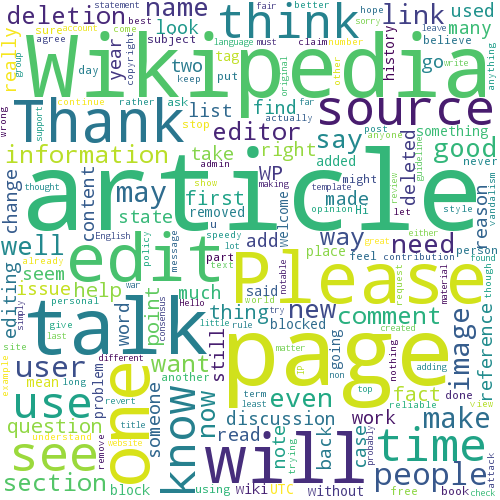 deletion name think link used many
Wikipedia
Thank source
article
edit Please
talk page
one will
really year look two tag go believe history
sure account statement fair better hope sorry
agree best come must claim number leave
group day subject copyright language other write anything
keep put original
continue rather ask actually far
wrong support stop post anyone
list find editor say something good never
information take right added deleted
thought admin show making WP might opinion let template Hi style
change content may state first removed made way need reason guideline vandalism review
well seem speedy u welcome add place feel great contribution either person found though
already English policy message lot part text notable
editing issue help point much said world personal new comment request material
simply war consensus Hello little rule try blocked going created nothing image reference
give last word thing still matter adding reliable
site different user want even fact
use know now IP non top done view
example mean long problem someone another discussion note term least case time make
question revert title read trying back probably work people
see understand website
section remove block using wiki UTC without free book check attack